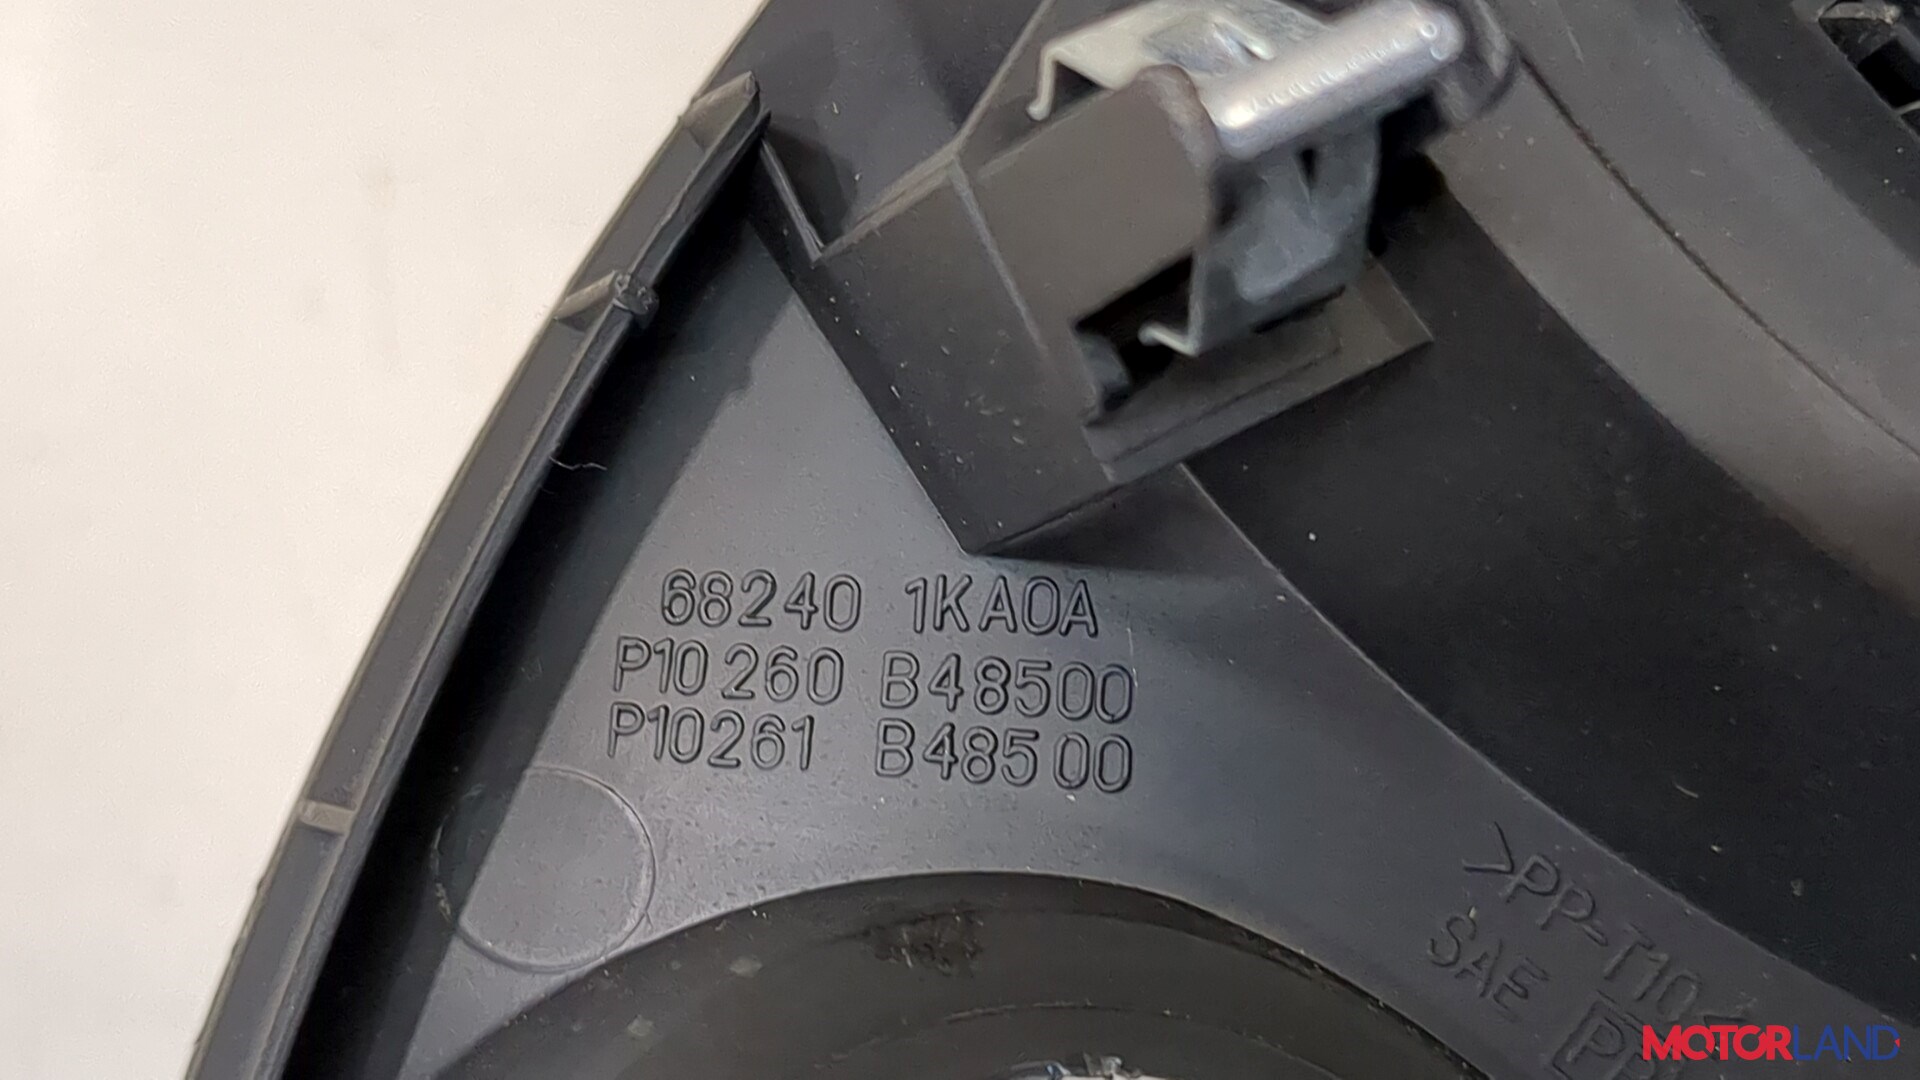 68240 1KA0A
P10260 B48500
P10261 B48500
>PP-T10<
SAE
MOTORLAND